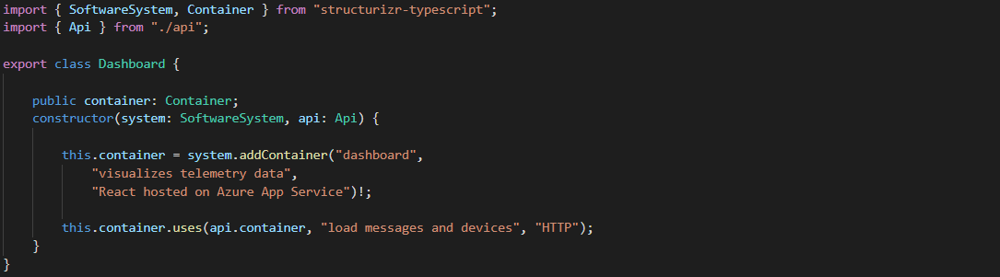 import { SoftwareSystem, Container } from "structurizr-typescript";
import { Api } from "./api";
export class Dashboard {
public container: Container;
constructor(system: SoftwareSystem, api: Api) {
this.container = system.addContainer("dashboard",
"visualizes telemetry data",
"React hosted on Azure App Service")!;
this.container.uses(api.container, "load messages and devices", "HTTP");
}
}